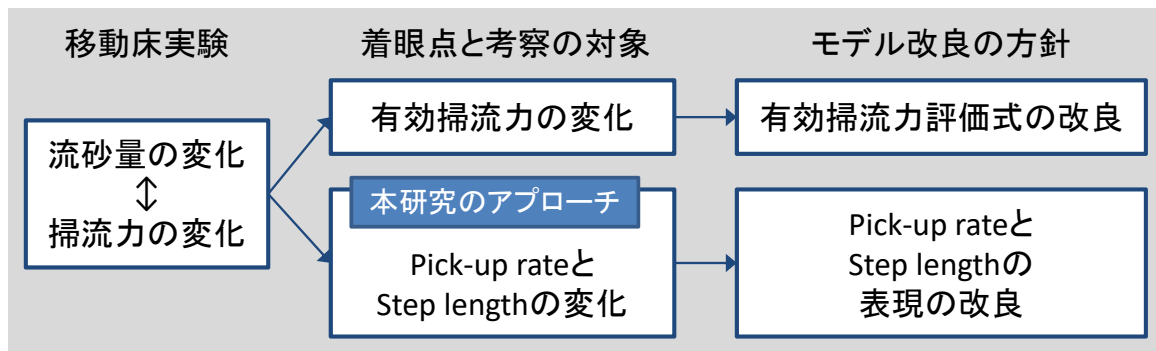 移動床実験
着眼点と考察の対象
モデル改良の方針
流砂量の変化
↕
掃流力の変化
有効掃流力の変化
有効掃流力評価式の改良
本研究のアプローチ
Pick-up rateと
Step lengthの変化
Pick-up rateと
Step lengthの
表現の改良